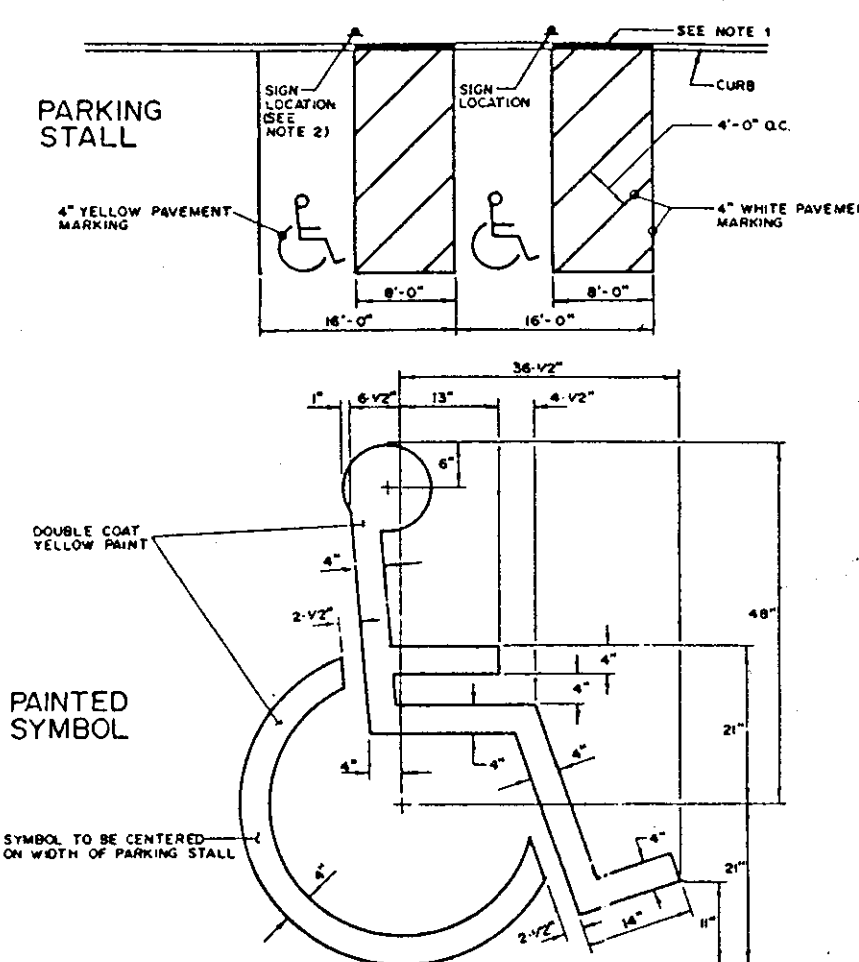 SEE NOTE 1
CURB
PARKING
STALL
SIGN
LOCATION
(SEE
NOTE 2)
SIGN
LOCATION
4'-0" O.C.
4" YELLOW PAVEMENT
MARKING
4" WHITE PAVEME
MARKING
8'-0"
8'-0"
16'-0"
16'-0"
36-1/2"
1"
6-1/2"
13"
4-1/2"
6"
DOUBLE COAT
YELLOW PAINT
4"
48"
2-1/2"
4"
4"
PAINTED
SYMBOL
21"
4"
4"
4"
SYMBOL TO BE CENTERED
ON WIDTH OF PARKING STALL
4"
4"
21"
2-1/2"
14"
11"